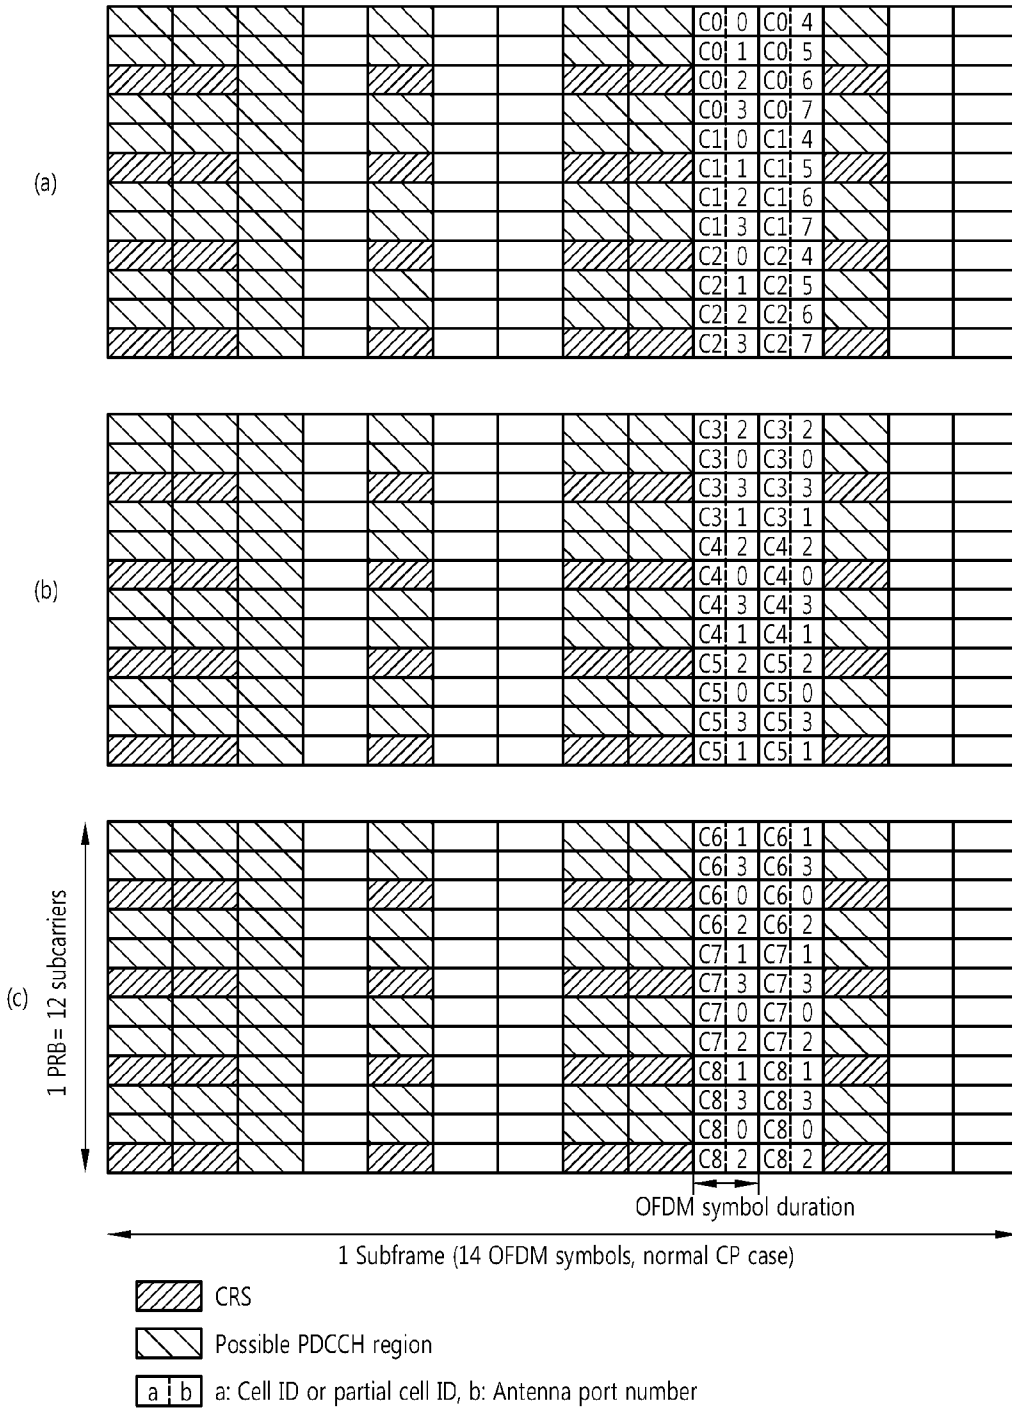 C0 0 C0 4
C0 1 C0 5
C0 2 C0 6
C0 3 C0 7
C1 0 C1 4
C1 1 C1 5
(a)
C1 2 C1 6
C1 3 C1 7
C2 0 C2 4
C2 1 C2 5
C2 2 C2 6
C2 3 C2 7
C3 2 C3 2
C3 0 C3 0
C3 3 C3 3
C3 1 C3 1
C4 2 C4 2
C4 0 C4 0
(b)
C4 3 C4 3
C4 1 C4 1
C5 2 C5 2
C5 0 C5 0
C5 3 C5 3
C5 1 C5 1
C6 1 C6 1
C6 3 C6 3
C6 0 C6 0
C6 2 C6 2
C7 1 C7 1
C7 3 C7 3
(c)
1 PRB= 12 subcarriers
C7 0 C7 0
C7 2 C7 2
C8 1 C8 1
C8 3 C8 3
C8 0 C8 0
C8 2 C8 2
OFDM symbol duration
1 Subframe (14 OFDM symbols, normal CP case)
CRS
Possible PDCCH region
a b a: Cell ID or partial cell ID, b: Antenna port number